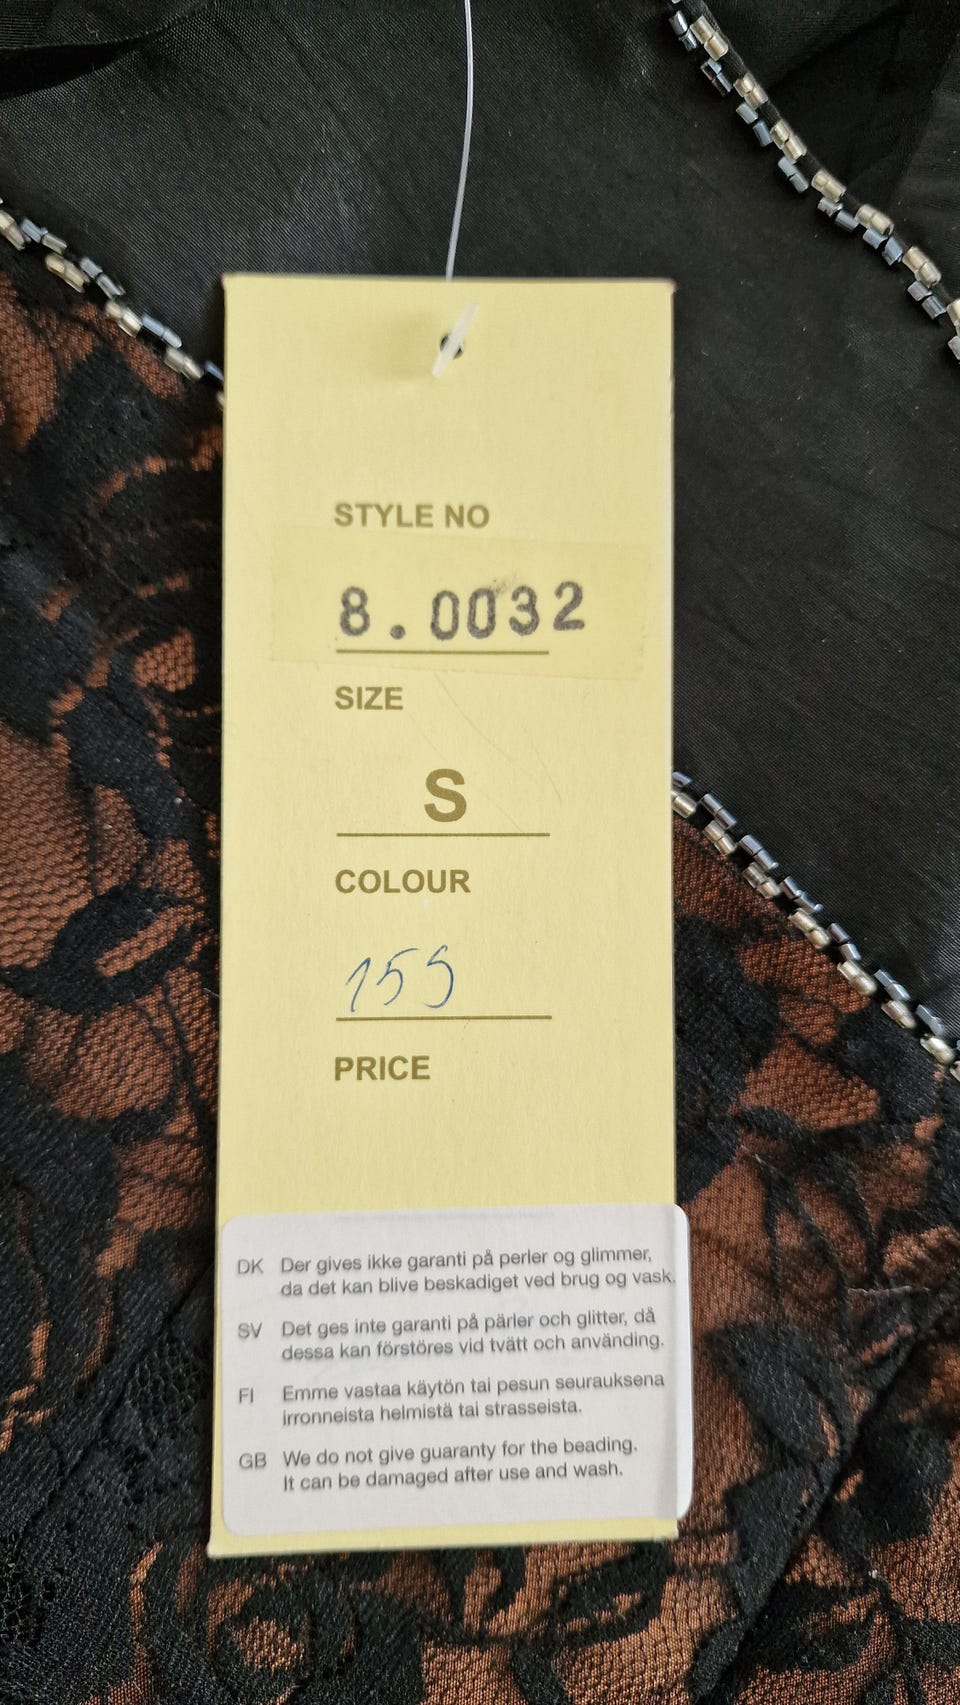 STYLE NO
8.0032
SIZE
S
COLOUR
155
PRICE
DK Der gives ikke garanti på perler og glimmer,
da det kan blive beskadiget ved brug og vask.
SV Det ges inte garanti på pärler och glitter, då
dessa kan förstöres vid tvätt och använding.
FI Emme vastaa käytön tai pesun seurauksena
irronneista helmistä tai strasseista.
GB We do not give guaranty for the beading.
It can be damaged after use and wash.